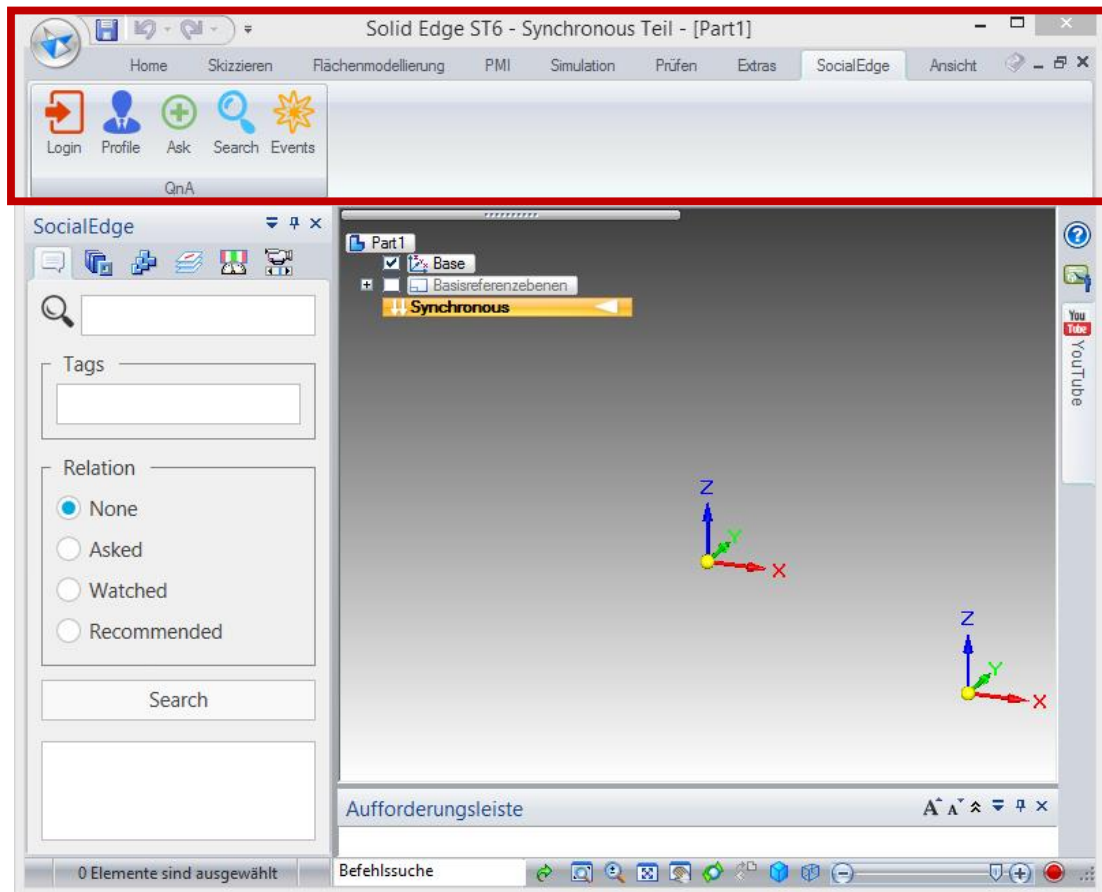 Solid Edge ST6 - Synchronous Teil - [Part1]
Home Skizzieren Flächenmodellierung PMI Simulation Prüfen Extras SocialEdge Ansicht
Login Profile Ask Search Events
QnA
SocialEdge
Tags
Relation
None
Asked
Watched
Recommended
Search
Part1
Base
Basisreferenzebenen
Synchronous
Z
Y
X
Z
Y
X
You
Tube
YouTube
Aufforderungsleiste
A A
0 Elemente sind ausgewählt
Befehlssuche